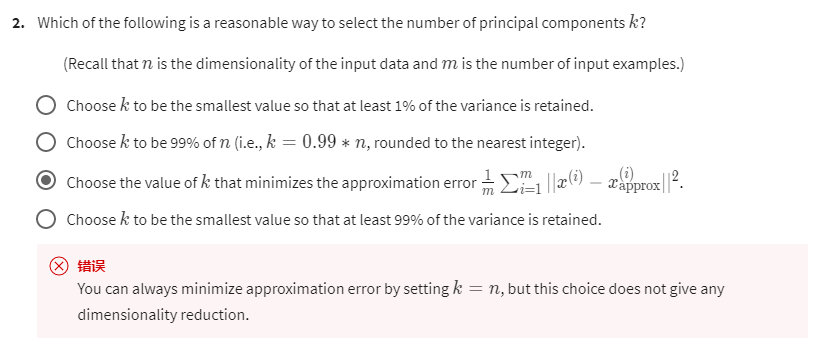 2. Which of the following is a reasonable way to select the number of principal components k?
(Recall that n is the dimensionality of the input data and m is the number of input examples.)
Choose k to be the smallest value so that at least 1% of the variance is retained.
Choose k to be 99% of n (i.e., k = 0.99 ∗ n, rounded to the nearest integer).
Choose the value of k that minimizes the approximation error \frac{1}{m} \sum_{i=1}^{m} ||x^{(i)} − x_{approx}^{(i)}||^2.
Choose k to be the smallest value so that at least 99% of the variance is retained.
错误
You can always minimize approximation error by setting k = n, but this choice does not give any
dimensionality reduction.